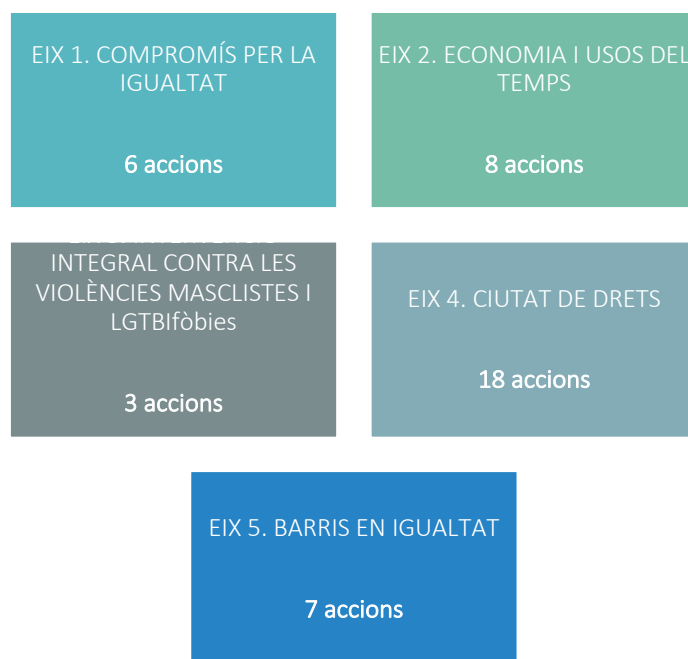 EIX 1. COMPROMÍS PER LA
IGUALTAT
6 accions
EIX 2. ECONOMIA I USOS DEL
TEMPS
8 accions
INTEGRAL CONTRA LES
VIOLÈNCIES MASCLISTES I
LGTBIfòbies
3 accions
EIX 4. CIUTAT DE DRETS
18 accions
EIX 5. BARRIS EN IGUALTAT
7 accions